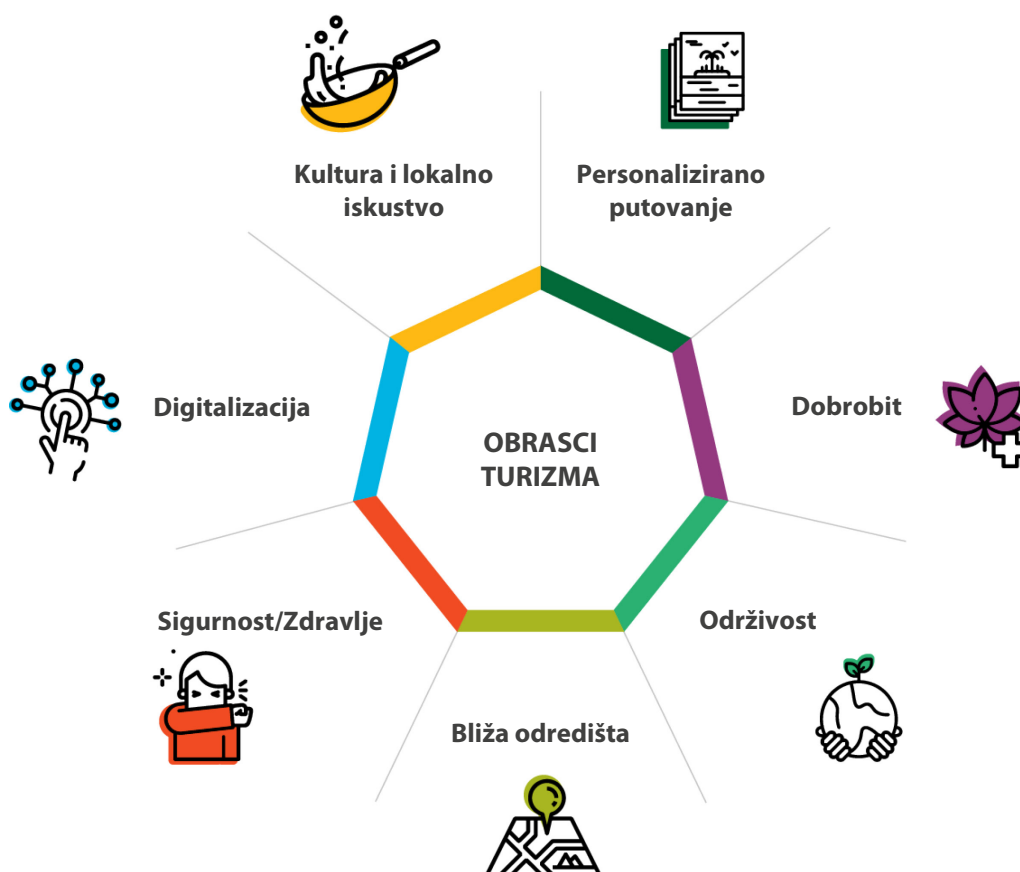 Kultura i lokalno
iskustvo
Personalizirano
putovanje
Digitalizacija
Dobrobit
OBRASCI
TURIZMA
Sigurnost/Zdravlje
Održivost
Bliža odredišta